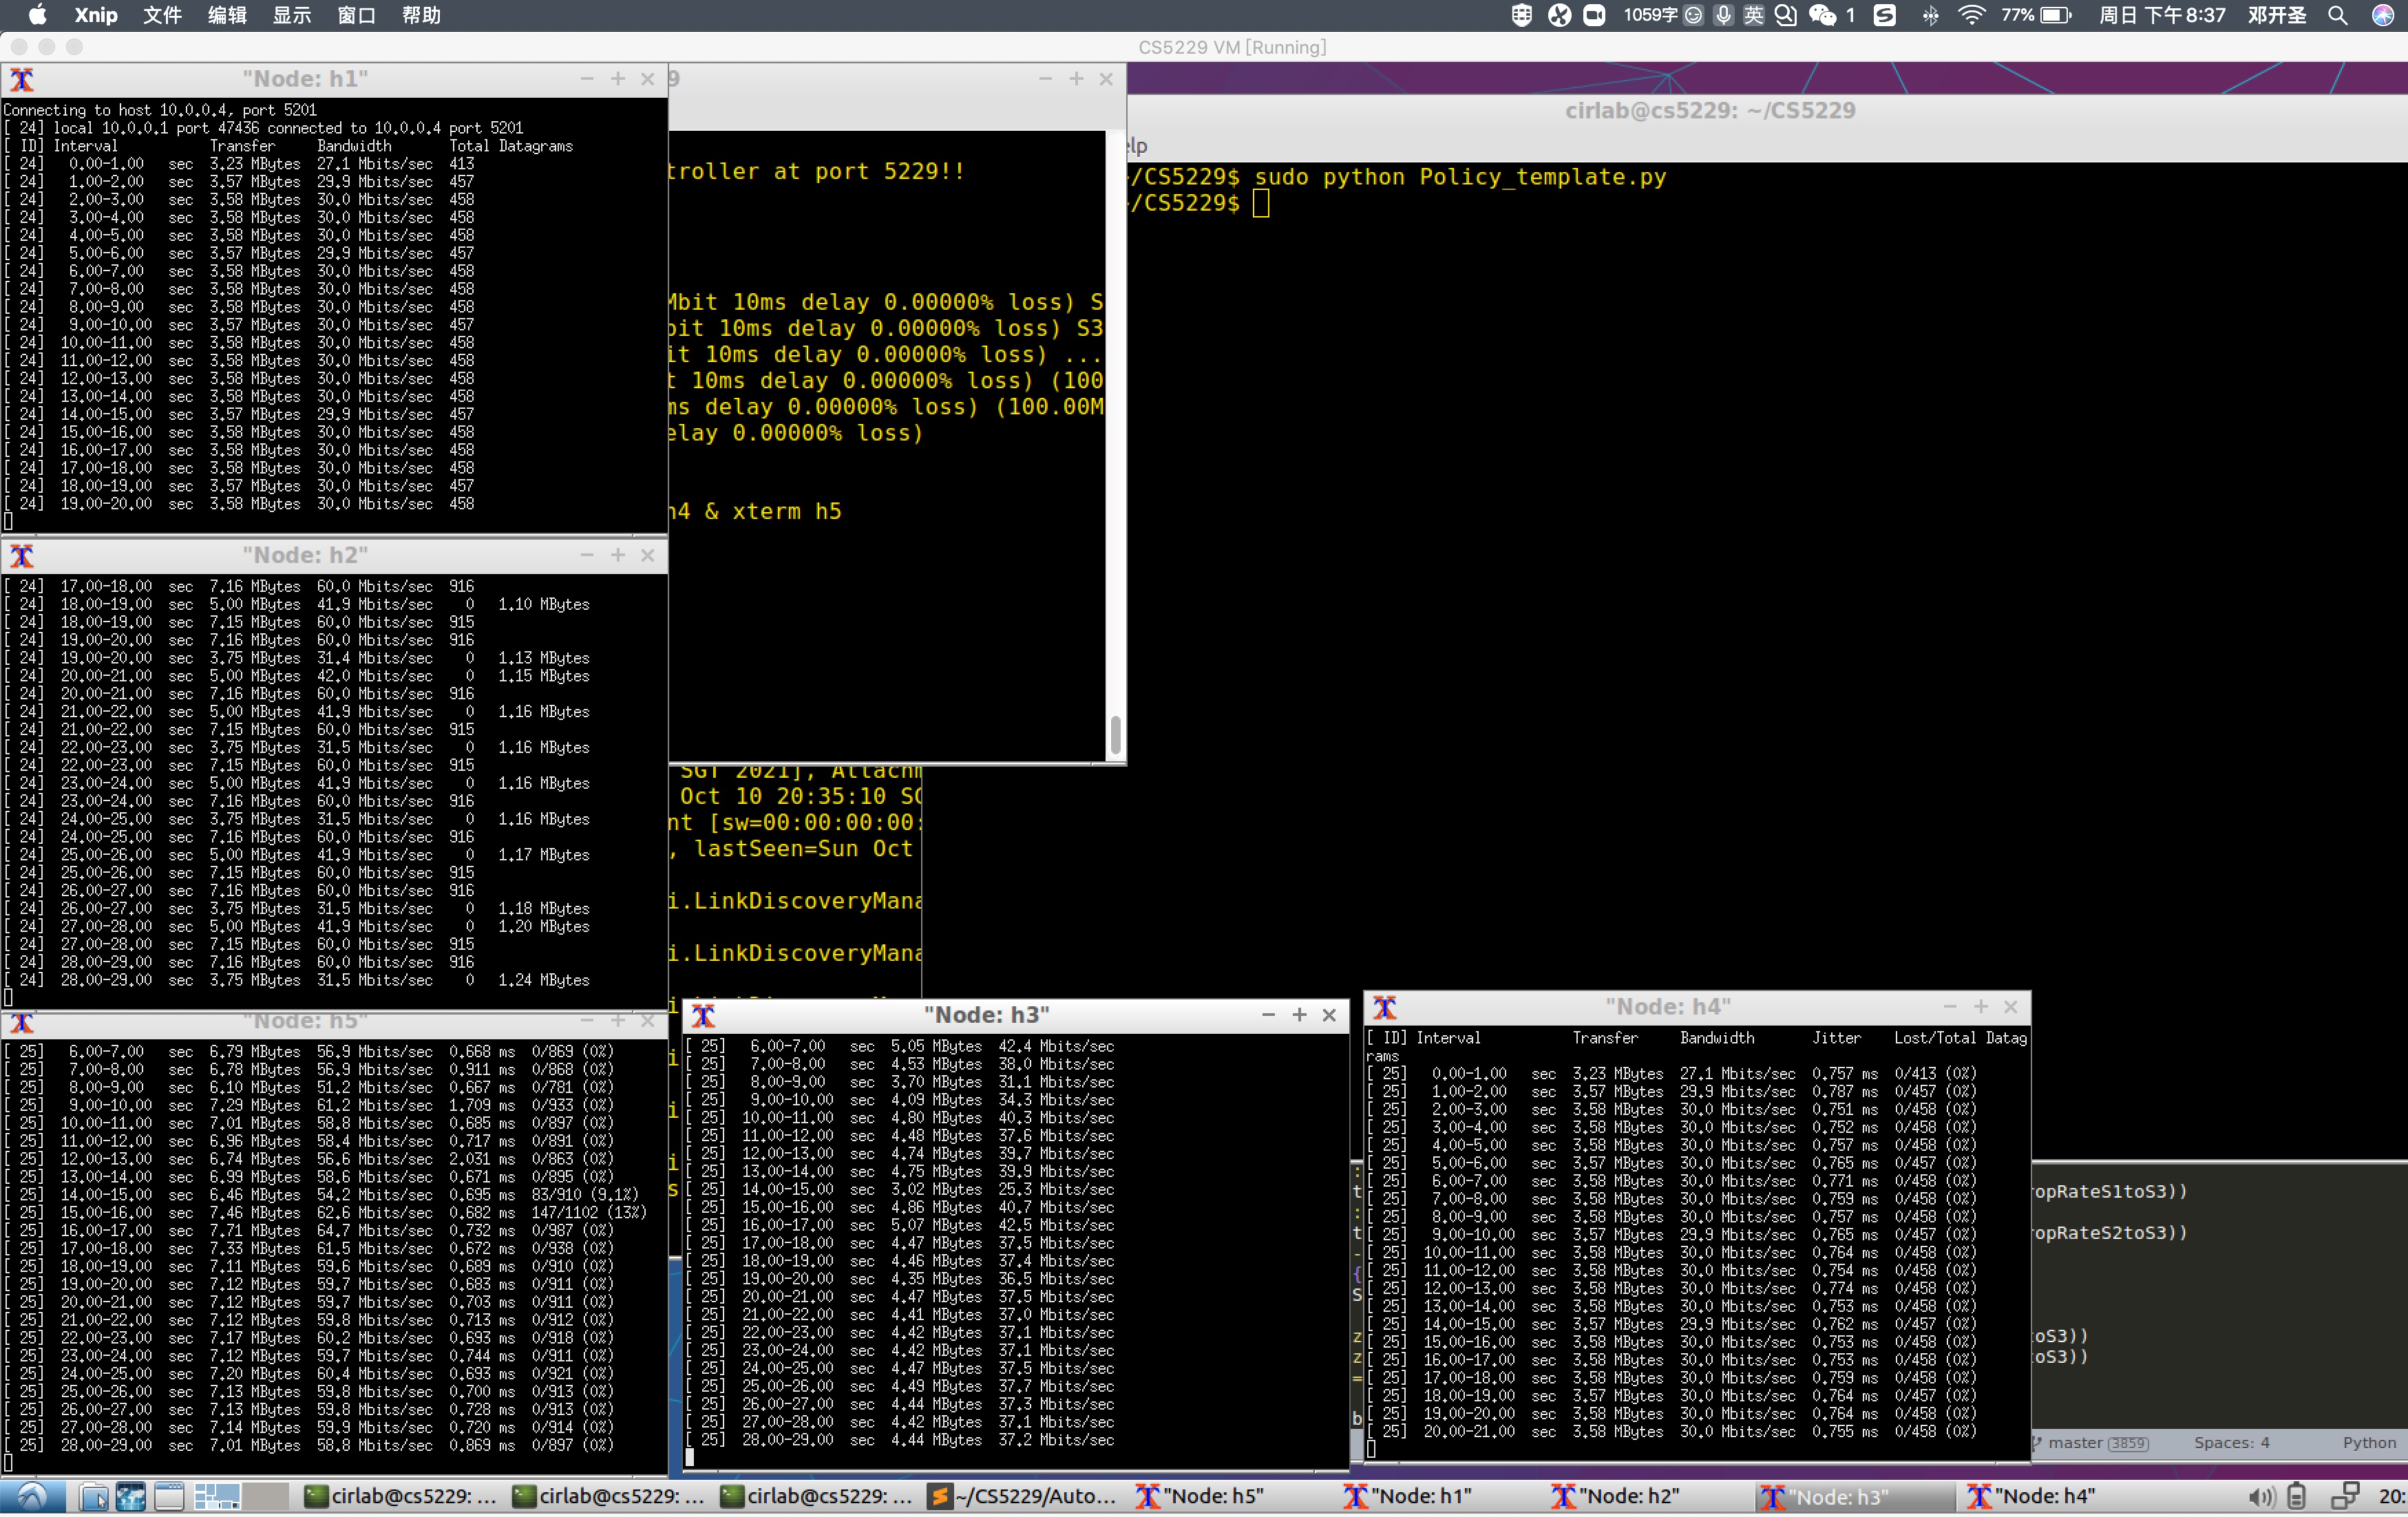 Xnip 文件 编辑 显示 窗口 帮助 1059字 英 1 77% 周日 下午8:37 邓开圣
CS5229 VM [Running]
"Node: h1"
Connecting to host 10.0.0.4, port 5201
[ 24] local 10.0.0.1 port 47436 connected to 10.0.0.4 port 5201
[ ID] Interval Transfer Bandwidth Total Datagrams
[ 24] 0.00-1.00 sec 3.23 MBytes 27.1 Mbits/sec 413
[ 24] 1.00-2.00 sec 3.57 MBytes 29.9 Mbits/sec 457
[ 24] 2.00-3.00 sec 3.58 MBytes 30.0 Mbits/sec 458
[ 24] 3.00-4.00 sec 3.58 MBytes 30.0 Mbits/sec 458
[ 24] 4.00-5.00 sec 3.58 MBytes 30.0 Mbits/sec 458
[ 24] 5.00-6.00 sec 3.57 MBytes 29.9 Mbits/sec 457
[ 24] 6.00-7.00 sec 3.58 MBytes 30.0 Mbits/sec 458
[ 24] 7.00-8.00 sec 3.58 MBytes 30.0 Mbits/sec 458
[ 24] 8.00-9.00 sec 3.58 MBytes 30.0 Mbits/sec 458
[ 24] 9.00-10.00 sec 3.57 MBytes 30.0 Mbits/sec 457
[ 24] 10.00-11.00 sec 3.58 MBytes 30.0 Mbits/sec 458
[ 24] 11.00-12.00 sec 3.58 MBytes 30.0 Mbits/sec 458
[ 24] 12.00-13.00 sec 3.58 MBytes 30.0 Mbits/sec 458
[ 24] 13.00-14.00 sec 3.58 MBytes 30.0 Mbits/sec 458
[ 24] 14.00-15.00 sec 3.57 MBytes 29.9 Mbits/sec 457
[ 24] 15.00-16.00 sec 3.58 MBytes 30.0 Mbits/sec 458
[ 24] 16.00-17.00 sec 3.58 MBytes 30.0 Mbits/sec 458
[ 24] 17.00-18.00 sec 3.58 MBytes 30.0 Mbits/sec 458
[ 24] 18.00-19.00 sec 3.57 MBytes 30.0 Mbits/sec 457
[ 24] 19.00-20.00 sec 3.58 MBytes 30.0 Mbits/sec 458
9
troller at port 5229!!
Mbit 10ms delay 0.00000% loss) S
bit 10ms delay 0.00000% loss) S3
it 10ms delay 0.00000% loss) ...
t 10ms delay 0.00000% loss) (100
ms delay 0.00000% loss) (100.00M
elay 0.00000% loss)
h4 & xterm h5
cirlab@cs5229: ~/CS5229
elp
~/CS5229$ sudo python Policy_template.py
~/CS5229$
"Node: h2"
[ 24] 17.00-18.00 sec 7.16 MBytes 60.0 Mbits/sec 916
[ 24] 18.00-19.00 sec 5.00 MBytes 41.9 Mbits/sec 0 1.10 MBytes
[ 24] 18.00-19.00 sec 7.15 MBytes 60.0 Mbits/sec 915
[ 24] 19.00-20.00 sec 7.16 MBytes 60.0 Mbits/sec 916
[ 24] 19.00-20.00 sec 3.75 MBytes 31.4 Mbits/sec 0 1.13 MBytes
[ 24] 20.00-21.00 sec 5.00 MBytes 42.0 Mbits/sec 0 1.15 MBytes
[ 24] 20.00-21.00 sec 7.16 MBytes 60.0 Mbits/sec 916
[ 24] 21.00-22.00 sec 5.00 MBytes 41.9 Mbits/sec 0 1.16 MBytes
[ 24] 21.00-22.00 sec 7.15 MBytes 60.0 Mbits/sec 915
[ 24] 22.00-23.00 sec 3.75 MBytes 31.5 Mbits/sec 0 1.16 MBytes
[ 24] 22.00-23.00 sec 7.15 MBytes 60.0 Mbits/sec 915
[ 24] 23.00-24.00 sec 5.00 MBytes 41.9 Mbits/sec 0 1.16 MBytes
[ 24] 23.00-24.00 sec 7.16 MBytes 60.0 Mbits/sec 916
[ 24] 24.00-25.00 sec 3.75 MBytes 31.5 Mbits/sec 0 1.16 MBytes
[ 24] 24.00-25.00 sec 7.16 MBytes 60.0 Mbits/sec 916
[ 24] 25.00-26.00 sec 5.00 MBytes 41.9 Mbits/sec 0 1.17 MBytes
[ 24] 25.00-26.00 sec 7.15 MBytes 60.0 Mbits/sec 915
[ 24] 26.00-27.00 sec 7.16 MBytes 60.0 Mbits/sec 916
[ 24] 26.00-27.00 sec 3.75 MBytes 31.5 Mbits/sec 0 1.18 MBytes
[ 24] 27.00-28.00 sec 5.00 MBytes 41.9 Mbits/sec 0 1.20 MBytes
[ 24] 27.00-28.00 sec 7.15 MBytes 60.0 Mbits/sec 915
[ 24] 28.00-29.00 sec 7.16 MBytes 60.0 Mbits/sec 916
[ 24] 28.00-29.00 sec 3.75 MBytes 31.5 Mbits/sec 0 1.24 MBytes
SGT 2021], Attachm
Oct 10 20:35:10 SG
nt [sw=00:00:00:00:
, lastSeen=Sun Oct
i.LinkDiscoveryMana
i.LinkDiscoveryMana
"Node: h5"
[ 25] 6.00-7.00 sec 6.79 MBytes 56.9 Mbits/sec 0.668 ms 0/869 (0%)
[ 25] 7.00-8.00 sec 6.78 MBytes 56.9 Mbits/sec 0.911 ms 0/868 (0%)
[ 25] 8.00-9.00 sec 6.10 MBytes 51.2 Mbits/sec 0.667 ms 0/781 (0%)
[ 25] 9.00-10.00 sec 7.29 MBytes 61.2 Mbits/sec 1.709 ms 0/933 (0%)
[ 25] 10.00-11.00 sec 7.01 MBytes 58.8 Mbits/sec 0.685 ms 0/897 (0%)
[ 25] 11.00-12.00 sec 6.96 MBytes 58.4 Mbits/sec 0.717 ms 0/891 (0%)
[ 25] 12.00-13.00 sec 6.74 MBytes 56.6 Mbits/sec 2.031 ms 0/863 (0%)
[ 25] 13.00-14.00 sec 6.99 MBytes 58.6 Mbits/sec 0.671 ms 0/895 (0%)
[ 25] 14.00-15.00 sec 6.46 MBytes 54.2 Mbits/sec 0.695 ms 83/910 (9.1%)
[ 25] 15.00-16.00 sec 7.46 MBytes 62.6 Mbits/sec 0.682 ms 147/1102 (13%)
[ 25] 16.00-17.00 sec 7.71 MBytes 64.7 Mbits/sec 0.732 ms 0/987 (0%)
[ 25] 17.00-18.00 sec 7.33 MBytes 61.5 Mbits/sec 0.672 ms 0/938 (0%)
[ 25] 18.00-19.00 sec 7.11 MBytes 59.6 Mbits/sec 0.689 ms 0/910 (0%)
[ 25] 19.00-20.00 sec 7.12 MBytes 59.7 Mbits/sec 0.683 ms 0/911 (0%)
[ 25] 20.00-21.00 sec 7.12 MBytes 59.7 Mbits/sec 0.703 ms 0/911 (0%)
[ 25] 21.00-22.00 sec 7.12 MBytes 59.8 Mbits/sec 0.713 ms 0/912 (0%)
[ 25] 22.00-23.00 sec 7.17 MBytes 60.2 Mbits/sec 0.693 ms 0/918 (0%)
[ 25] 23.00-24.00 sec 7.12 MBytes 59.7 Mbits/sec 0.744 ms 0/911 (0%)
[ 25] 24.00-25.00 sec 7.20 MBytes 60.4 Mbits/sec 0.693 ms 0/921 (0%)
[ 25] 25.00-26.00 sec 7.13 MBytes 59.8 Mbits/sec 0.700 ms 0/913 (0%)
[ 25] 26.00-27.00 sec 7.13 MBytes 59.8 Mbits/sec 0.728 ms 0/913 (0%)
[ 25] 27.00-28.00 sec 7.14 MBytes 59.9 Mbits/sec 0.720 ms 0/914 (0%)
[ 25] 28.00-29.00 sec 7.01 MBytes 58.8 Mbits/sec 0.869 ms 0/897 (0%)
"Node: h3"
[ 25] 6.00-7.00 sec 5.05 MBytes 42.4 Mbits/sec
[ 25] 7.00-8.00 sec 4.53 MBytes 38.0 Mbits/sec
[ 25] 8.00-9.00 sec 3.70 MBytes 31.1 Mbits/sec
[ 25] 9.00-10.00 sec 4.09 MBytes 34.3 Mbits/sec
[ 25] 10.00-11.00 sec 4.80 MBytes 40.3 Mbits/sec
[ 25] 11.00-12.00 sec 4.48 MBytes 37.6 Mbits/sec
[ 25] 12.00-13.00 sec 4.74 MBytes 39.7 Mbits/sec
[ 25] 13.00-14.00 sec 4.75 MBytes 39.9 Mbits/sec
[ 25] 14.00-15.00 sec 3.02 MBytes 25.3 Mbits/sec
[ 25] 15.00-16.00 sec 4.86 MBytes 40.7 Mbits/sec
[ 25] 16.00-17.00 sec 5.07 MBytes 42.5 Mbits/sec
[ 25] 17.00-18.00 sec 4.47 MBytes 37.5 Mbits/sec
[ 25] 18.00-19.00 sec 4.46 MBytes 37.4 Mbits/sec
[ 25] 19.00-20.00 sec 4.35 MBytes 36.5 Mbits/sec
[ 25] 20.00-21.00 sec 4.47 MBytes 37.5 Mbits/sec
[ 25] 21.00-22.00 sec 4.41 MBytes 37.0 Mbits/sec
[ 25] 22.00-23.00 sec 4.42 MBytes 37.1 Mbits/sec
[ 25] 23.00-24.00 sec 4.42 MBytes 37.1 Mbits/sec
[ 25] 24.00-25.00 sec 4.47 MBytes 37.5 Mbits/sec
[ 25] 25.00-26.00 sec 4.49 MBytes 37.7 Mbits/sec
[ 25] 26.00-27.00 sec 4.44 MBytes 37.3 Mbits/sec
[ 25] 27.00-28.00 sec 4.42 MBytes 37.1 Mbits/sec
[ 25] 28.00-29.00 sec 4.44 MBytes 37.2 Mbits/sec
"Node: h4"
[ ID] Interval Transfer Bandwidth Jitter Lost/Total Datag
rams
[ 25] 0.00-1.00 sec 3.23 MBytes 27.1 Mbits/sec 0.757 ms 0/413 (0%)
[ 25] 1.00-2.00 sec 3.57 MBytes 29.9 Mbits/sec 0.787 ms 0/457 (0%)
[ 25] 2.00-3.00 sec 3.58 MBytes 30.0 Mbits/sec 0.751 ms 0/458 (0%)
[ 25] 3.00-4.00 sec 3.58 MBytes 30.0 Mbits/sec 0.752 ms 0/458 (0%)
[ 25] 4.00-5.00 sec 3.58 MBytes 30.0 Mbits/sec 0.757 ms 0/458 (0%)
[ 25] 5.00-6.00 sec 3.57 MBytes 30.0 Mbits/sec 0.765 ms 0/457 (0%)
[ 25] 6.00-7.00 sec 3.58 MBytes 30.0 Mbits/sec 0.771 ms 0/458 (0%)
[ 25] 7.00-8.00 sec 3.58 MBytes 30.0 Mbits/sec 0.759 ms 0/458 (0%)
[ 25] 8.00-9.00 sec 3.58 MBytes 30.0 Mbits/sec 0.757 ms 0/458 (0%)
[ 25] 9.00-10.00 sec 3.57 MBytes 29.9 Mbits/sec 0.765 ms 0/457 (0%)
[ 25] 10.00-11.00 sec 3.58 MBytes 30.0 Mbits/sec 0.764 ms 0/458 (0%)
[ 25] 11.00-12.00 sec 3.58 MBytes 30.0 Mbits/sec 0.754 ms 0/458 (0%)
[ 25] 12.00-13.00 sec 3.58 MBytes 30.0 Mbits/sec 0.774 ms 0/458 (0%)
[ 25] 13.00-14.00 sec 3.58 MBytes 30.0 Mbits/sec 0.753 ms 0/458 (0%)
[ 25] 14.00-15.00 sec 3.57 MBytes 29.9 Mbits/sec 0.762 ms 0/457 (0%)
[ 25] 15.00-16.00 sec 3.58 MBytes 30.0 Mbits/sec 0.753 ms 0/458 (0%)
[ 25] 16.00-17.00 sec 3.58 MBytes 30.0 Mbits/sec 0.753 ms 0/458 (0%)
[ 25] 17.00-18.00 sec 3.58 MBytes 30.0 Mbits/sec 0.759 ms 0/458 (0%)
[ 25] 18.00-19.00 sec 3.57 MBytes 30.0 Mbits/sec 0.764 ms 0/457 (0%)
[ 25] 19.00-20.00 sec 3.58 MBytes 30.0 Mbits/sec 0.764 ms 0/458 (0%)
[ 25] 20.00-21.00 sec 3.58 MBytes 30.0 Mbits/sec 0.755 ms 0/458 (0%)
ropRateS1toS3))
ropRateS2toS3))
toS3))
toS3))
master 3859 Spaces: 4 Python
cirlab@cs5229: ... cirlab@cs5229: ... cirlab@cs5229: ... ~/CS5229/Auto... "Node: h5" "Node: h1" "Node: h2" "Node: h3" "Node: h4" 20: